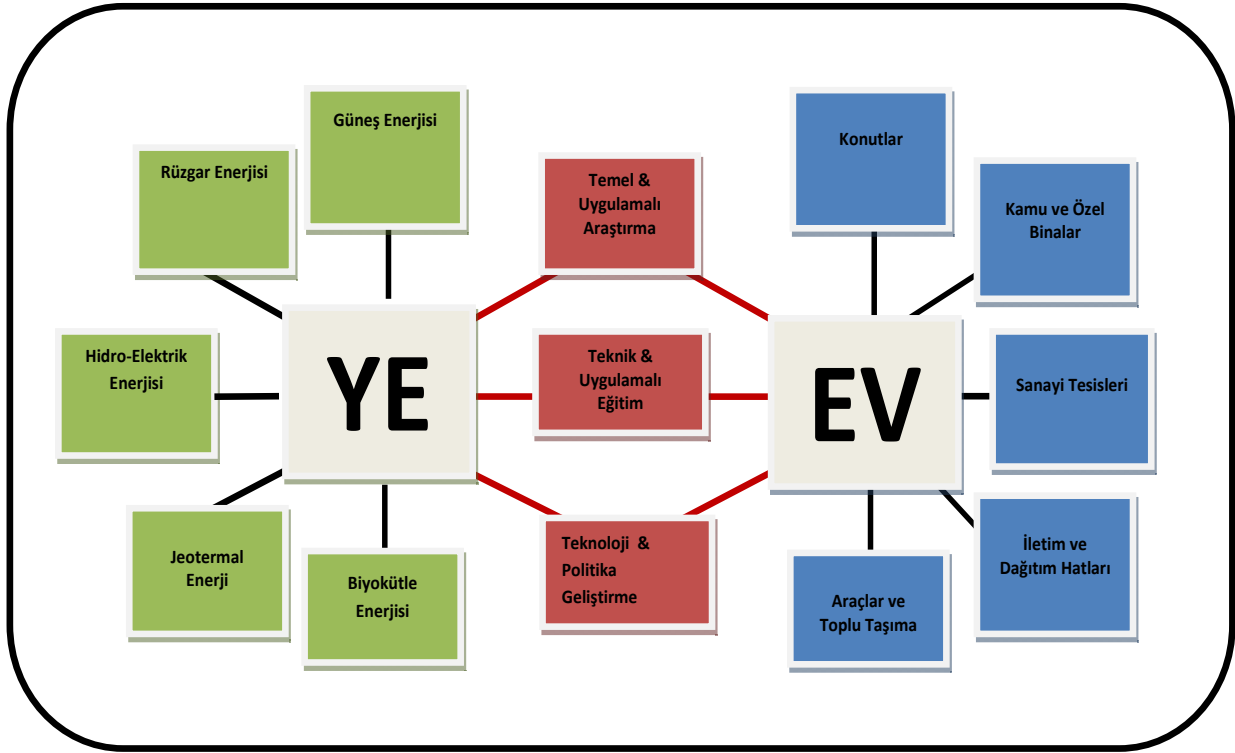 Güneş Enerjisi
Rüzgar Enerjisi
Hidro-Elektrik
Enerjisi
Jeotermal
Enerji
Biyokütle
Enerjisi
YE
Temel &
Uygulamalı
Araştırma
Teknik &
Uygulamalı
Eğitim
Teknoloji &
Politika
Geliştirme
EV
Konutlar
Kamu ve Özel
Binalar
Sanayi Tesisleri
İletim ve
Dağıtım Hatları
Araçlar ve
Toplu Taşıma